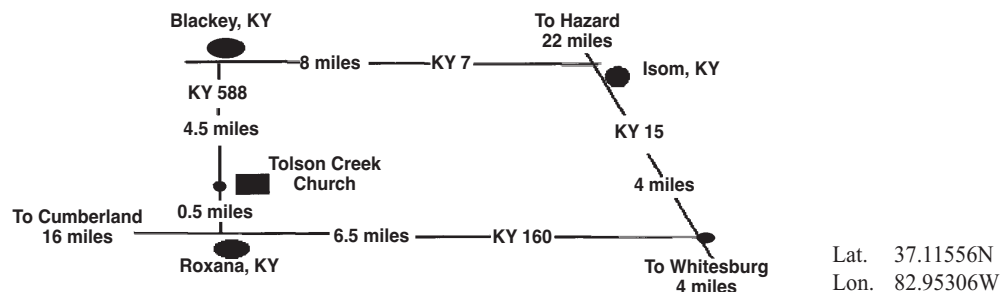 Blackey, KY
To Hazard
22 miles
8 miles
KY 7
Isom, KY
KY 588
4.5 miles
KY 15
Tolson Creek
Church
4 miles
0.5 miles
To Cumberland
16 miles
6.5 miles
KY 160
Roxana, KY
To Whitesburg
4 miles
Lat. 37.11556N
Lon. 82.95306W